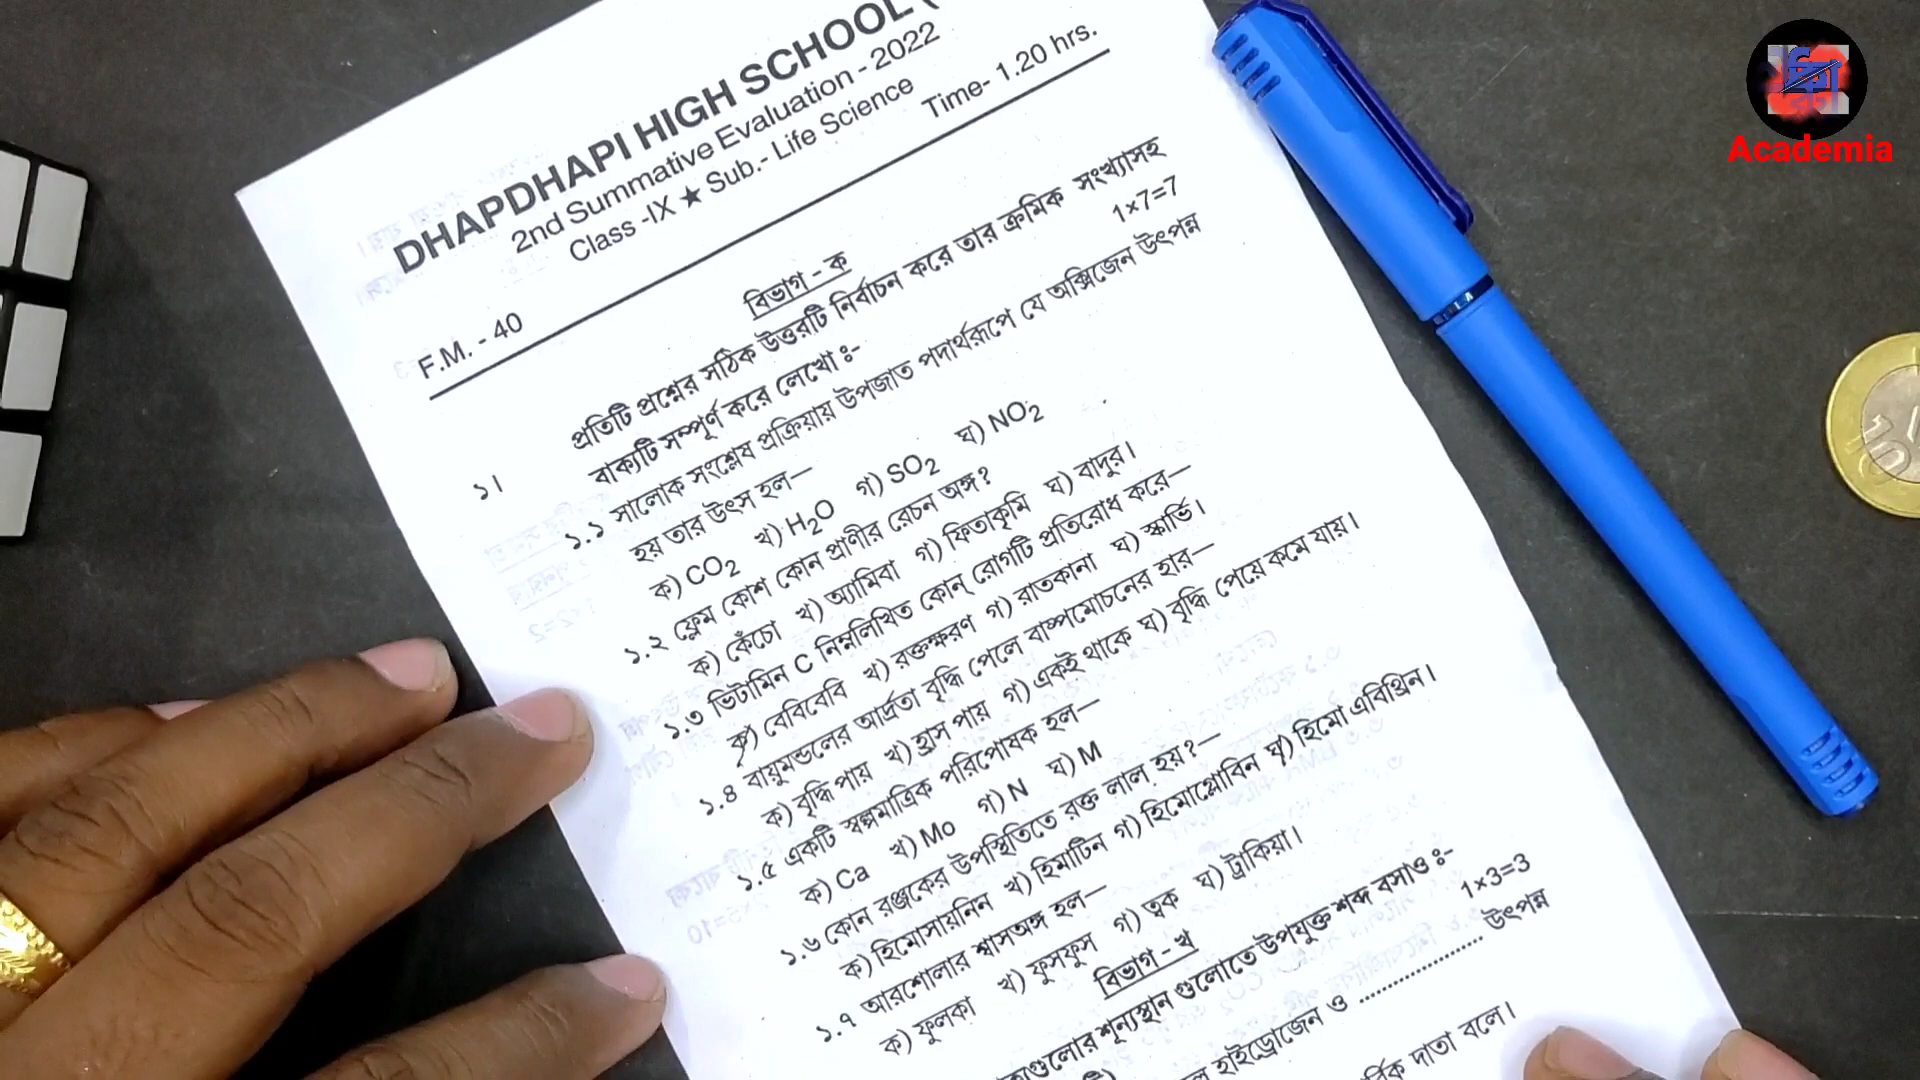 DHAPDHAPI HIGH SCHOOL (
2nd Summative Evaluation - 2022
Class -IX ★ Sub.- Life Science
F.M. - 40
Time- 1.20 hrs.
বিভাগ - ক
১। প্রতিটি প্রশ্নের সঠিক উত্তরটি নির্বাচন করে তার ক্রমিক সংখ্যাসহ
বাক্যটি সম্পূর্ণ করে লেখো ঃ-
1×7=7
১.১ সালোক সংশ্লেষ প্রক্রিয়ায় উপজাত পদার্থরূপে যে অক্সিজেন উৎপন্ন
হয় তার উৎস হল—
ক) CO2 খ) H2O গ) SO2 ঘ) NO2
১.২ ফ্লেম কোশ কোন প্রাণীর রেচন অঙ্গ?
ক) কেঁচো খ) অ্যামিবা গ) ফিতাকৃমি ঘ) বাদুর।
১.৩ ভিটামিন C নিম্নলিখিত কোন্ রোগটি প্রতিরোধ করে—
ক) বেবিবেবি খ) রক্তক্ষরণ গ) রাতকানা ঘ) স্কার্ভি।
১.৪ বায়ুমন্ডলের আর্দ্রতা বৃদ্ধি পেলে বাষ্পমোচনের হার—
ক) বৃদ্ধি পায় খ) হ্রাস পায় গ) একই থাকে ঘ) বৃদ্ধি পেয়ে কমে যায়।
১.৫ একটি স্বল্পমাত্রিক পরিপোষক হল—
ক) Ca খ) Mo গ) N ঘ) M
১.৬ কোন রঞ্জকের উপস্থিতিতে রক্ত লাল হয়?—
ক) হিমোসায়নিন খ) হিমাটিন গ) হিমোগ্লোবিন ঘ) হিমো এবিথ্রিন।
১.৭ আরশোলার শ্বাসঅঙ্গ হল—
ক) ফুলকা খ) ফুসফুস গ) ত্বক ঘ) ট্রাকিয়া।
বিভাগ - খ
শূন্যস্থান গুলোতে উপযুক্ত শব্দ বসাও ঃ-
1×3=3
হাইড্রোজেন ও .................. উৎপন্ন
দাতা বলে।
Academia